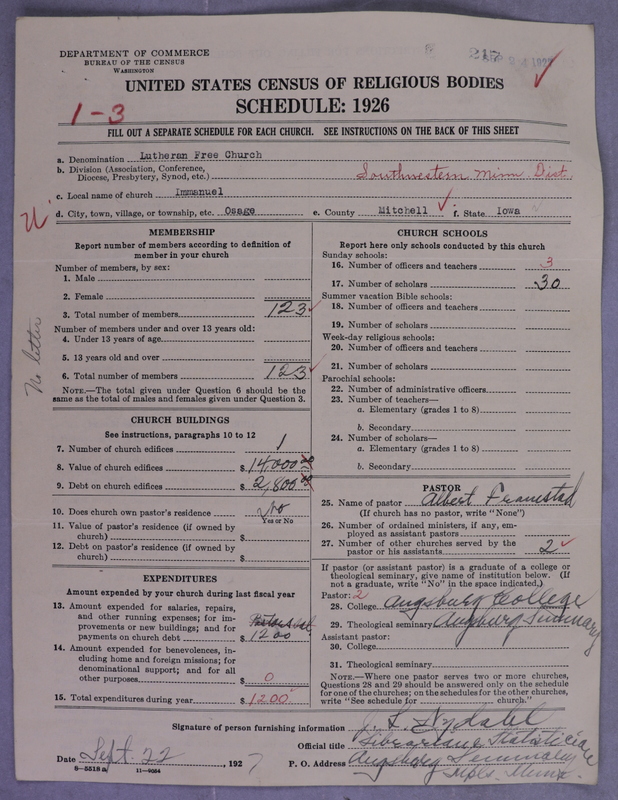 DEPARTMENT OF COMMERCE
BUREAU OF THE CENSUS
WASHINGTON
217
UNITED STATES CENSUS OF RELIGIOUS BODIES
SCHEDULE: 1926
1-3
FILL OUT A SEPARATE SCHEDULE FOR EACH CHURCH. SEE INSTRUCTIONS ON THE BACK OF THIS SHEET
a. Denomination Lutheran Free Church
b. Division (Association, Conference,
Diocese, Presbytery, Synod, etc.) Southwestern Minn Dist.
c. Local name of church Immanuel
d. City, town, village, or township, etc. Osage e. County Mitchell f. State Iowa
No letter
MEMBERSHIP
Report number of members according to definition of
member in your church
Number of members, by sex:
1. Male
2. Female
3. Total number of members 123
Number of members under and over 13 years old:
4. Under 13 years of age
5. 13 years old and over
6. Total number of members 123
NOTE.—The total given under Question 6 should be the
same as the total of males and females given under Question 3.
CHURCH BUILDINGS
See instructions, paragraphs 10 to 12
7. Number of church edifices 1
8. Value of church edifices $ 14,000 00
9. Debt on church edifices $ 2,800 00
10. Does church own pastor's residence No
Yes or No
11. Value of pastor's residence (if owned by
church) $
12. Debt on pastor's residence (if owned by
church) $
EXPENDITURES
Amount expended by your church during last fiscal year
13. Amount expended for salaries, repairs,
and other running expenses; for im-
provements or new buildings; and for
payments on church debt $ 1200
14. Amount expended for benevolences, in-
cluding home and foreign missions; for
denominational support; and for all
other purposes $ 0
15. Total expenditures during year $ 1200
CHURCH SCHOOLS
Report here only schools conducted by this church
Sunday schools:
16. Number of officers and teachers 3
17. Number of scholars 30
Summer vacation Bible schools:
18. Number of officers and teachers
19. Number of scholars
Week-day religious schools:
20. Number of officers and teachers
21. Number of scholars
Parochial schools:
22. Number of administrative officers
23. Number of teachers—
a. Elementary (grades 1 to 8)
b. Secondary
24. Number of scholars—
a. Elementary (grades 1 to 8)
b. Secondary
PASTOR
25. Name of pastor Albert Framstad
(If church has no pastor, write "None")
26. Number of ordained ministers, if any, em-
ployed as assistant pastors
27. Number of other churches served by the
pastor or his assistants 2
If pastor (or assistant pastor) is a graduate of a college or
theological seminary, give name of institution below. (If
not a graduate, write "No" in the space indicated.)
Pastor: 2
28. College Augsburg College
29. Theological seminary Augsburg Seminary
Assistant pastor:
30. College
31. Theological seminary
NOTE.—Where one pastor serves two or more churches,
Questions 28 and 29 should be answered only on the schedule
for one of the churches; on the schedules for the other churches,
write "See schedule for church."
Signature of person furnishing information J. L. Nydahl
Official title Librarian & Statistician
Date Sept. 22, 1927 P. O. Address Augsburg Seminary
8-5518a 11-9064 Mpls. Minn.